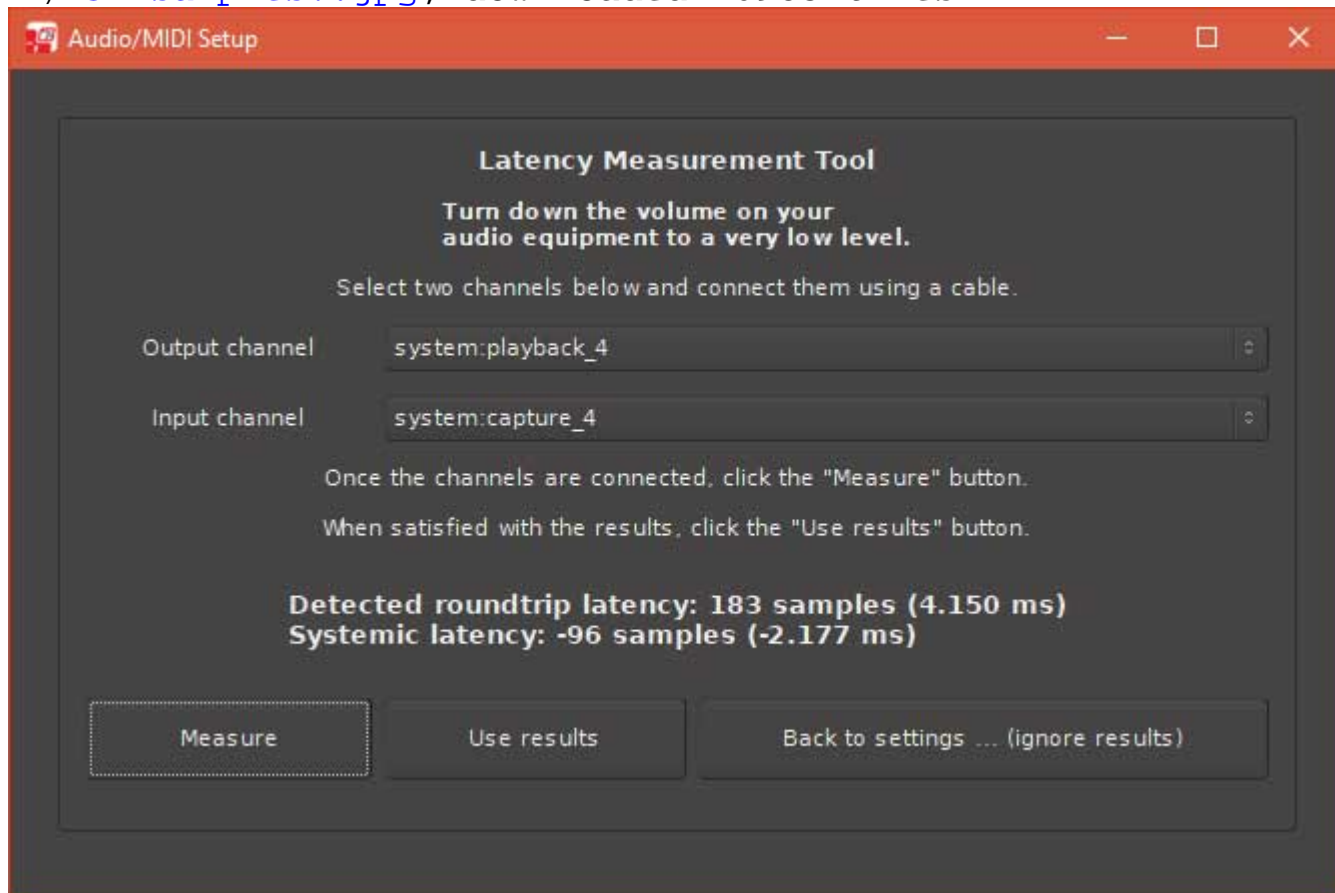 Audio/MIDI Setup
Latency Measurement Tool
Turn down the volume on your
audio equipment to a very low level.
Select two channels below and connect them using a cable.
Output channel system:playback_4
Input channel system:capture_4
Once the channels are connected, click the "Measure" button.
When satisfied with the results, click the "Use results" button.
Detected roundtrip latency: 183 samples (4.150 ms)
Systemic latency: -96 samples (-2.177 ms)
Measure Use results Back to settings ... (ignore results)